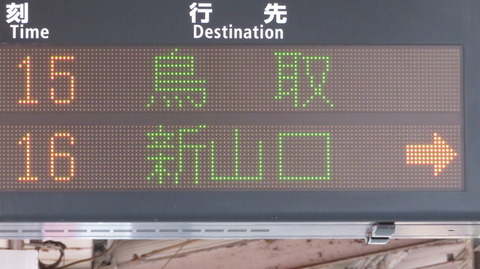 刻 行先
Time Destination
15 鳥取
16 新山口 →